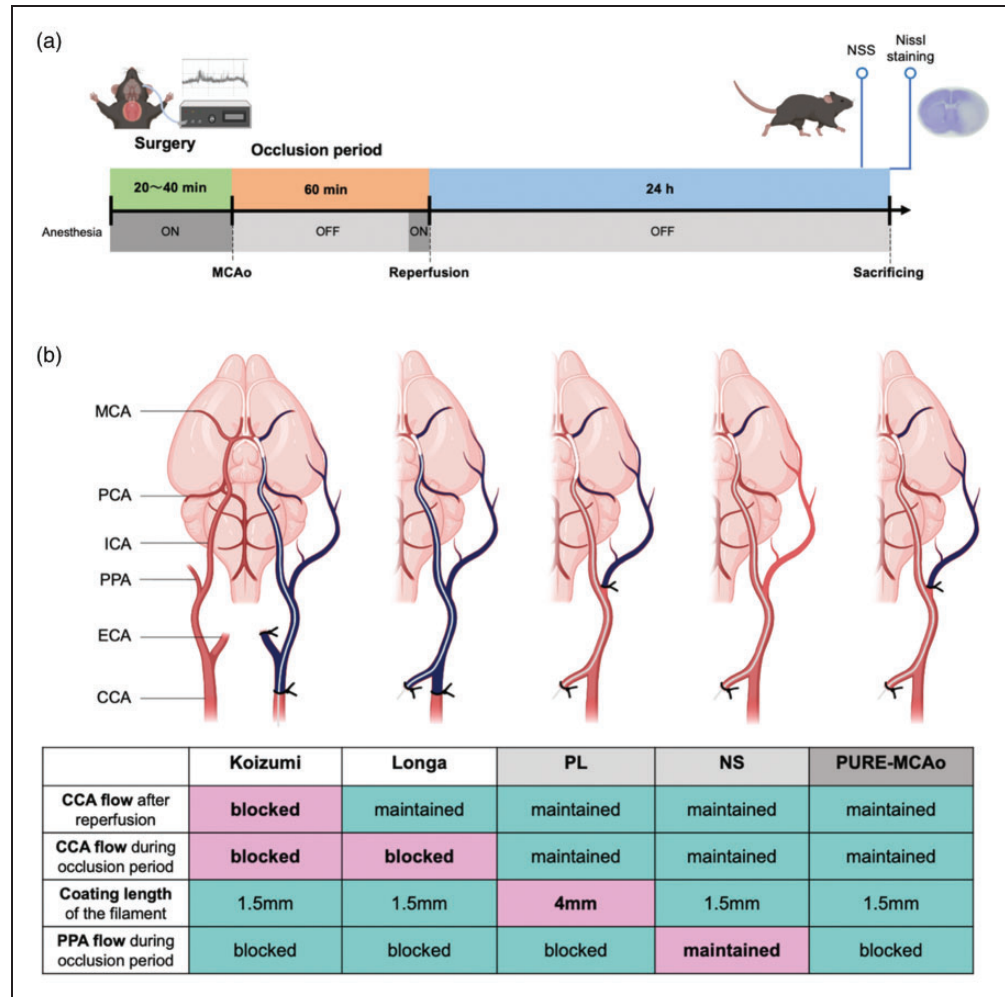 (a)
NSS
Nissl
staining
Surgery
Occlusion period
20～40 min
60 min
24 h
Anesthesia
ON
OFF
ON
OFF
MCAo
Reperfusion
Sacrificing
(b)
MCA
PCA
ICA
PPA
ECA
CCA
Koizumi Longa PL NS PURE-MCAo
CCA flow after
reperfusion
blocked maintained maintained maintained maintained
CCA flow during
occlusion period
blocked blocked maintained maintained maintained
Coating length
of the filament
1.5mm 1.5mm 4mm 1.5mm 1.5mm
PPA flow during
occlusion period
blocked blocked blocked maintained blocked